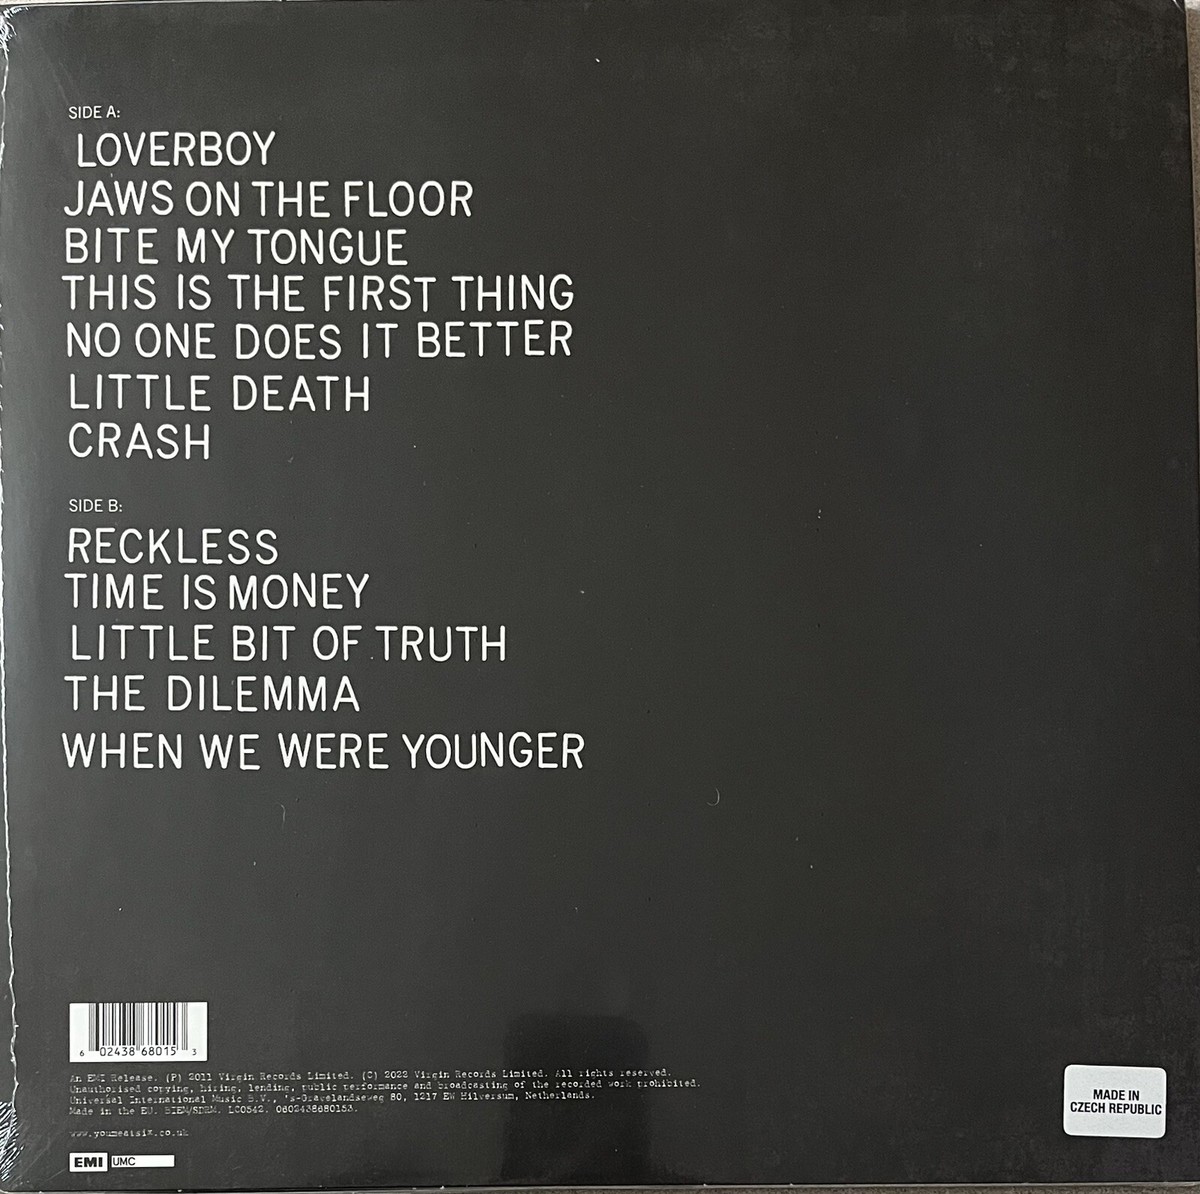 SIDE A:
LOVERBOY
JAWS ON THE FLOOR
BITE MY TONGUE
THIS IS THE FIRST THING
NO ONE DOES IT BETTER
LITTLE DEATH
CRASH
SIDE B:
RECKLESS
TIME IS MONEY
LITTLE BIT OF TRUTH
THE DILEMMA
WHEN WE WERE YOUNGER
6 02438 68015 3
An EMI Release. (P) 2011 Virgin Records Limited. (C) 2022 Virgin Records Limited. All rights reserved.
Unauthorised copying, hiring, lending, public performance and broadcasting of the recorded work prohibited.
Universal International Music B.V., 's-Gravelandseweg 80, 1217 EW Hilversum, Netherlands.
Made in the EU. BIEM/SDRM. LC0542. 0602438680153.
www.youmeatsix.co.uk
EMI UMC
MADE IN
CZECH REPUBLIC